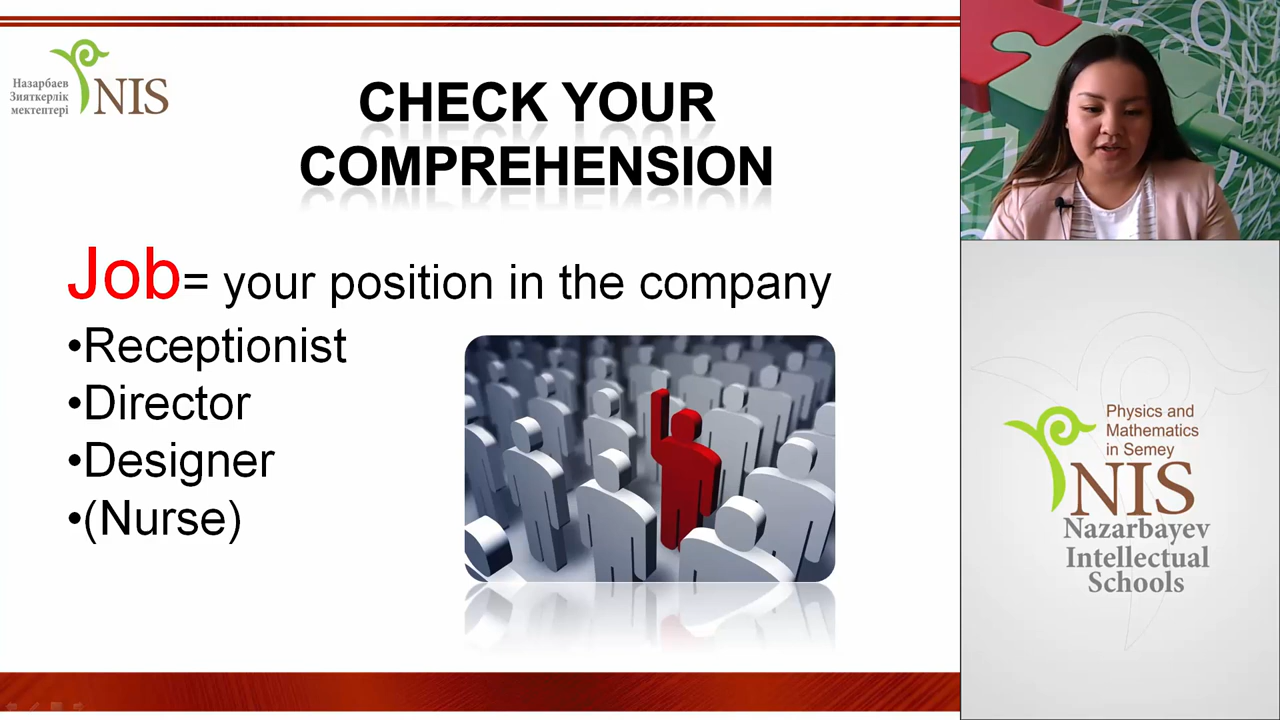 Назарбаев
Зияткерлік
мектептері
NIS
CHECK YOUR
COMPREHENSION
Job= your position in the company
•Receptionist
•Director
•Designer
•(Nurse)
Physics and
Mathematics
in Semey
NIS
Nazarbayev
Intellectual
Schools